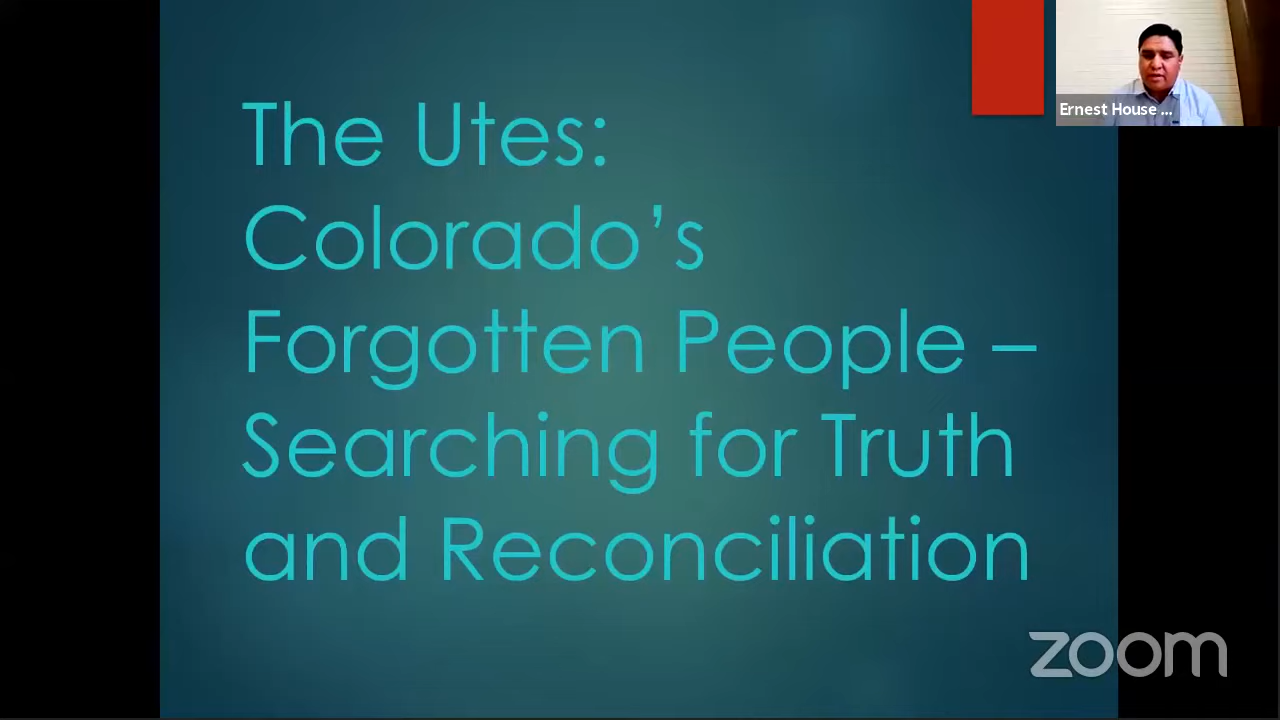 The Utes:
Colorado’s
Forgotten People –
Searching for Truth
and Reconciliation
Ernest House ...
zoom